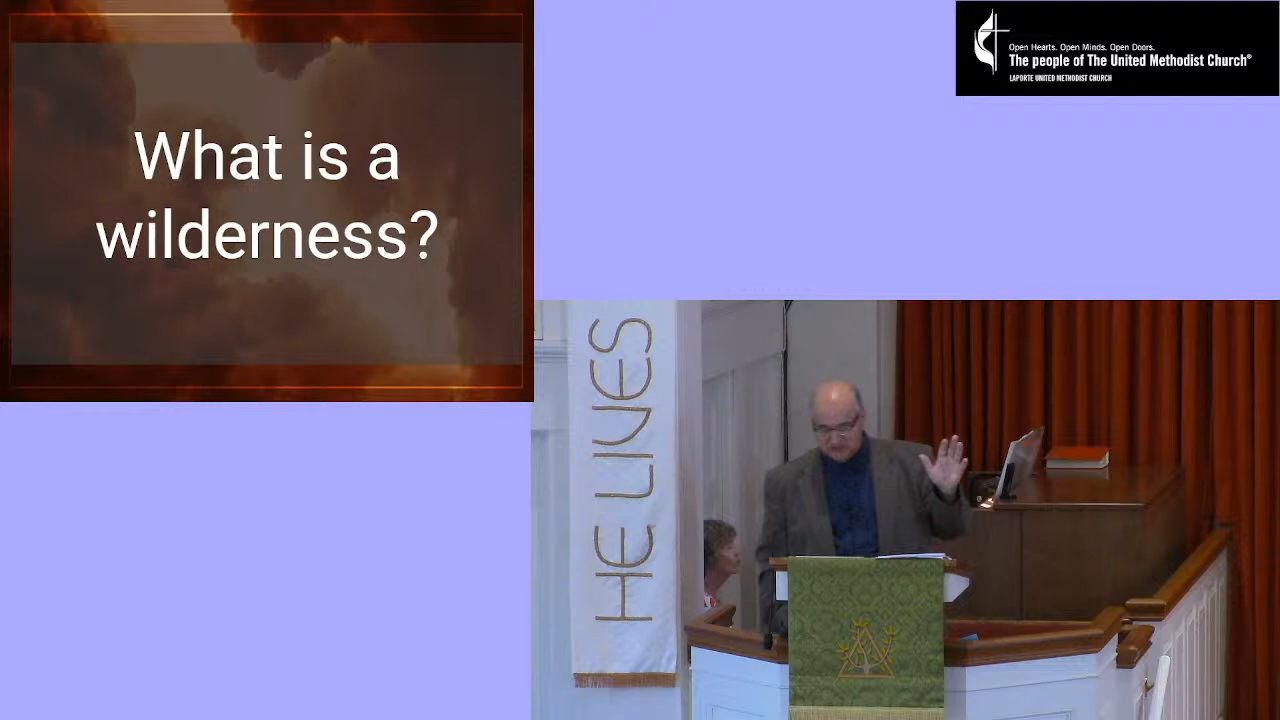 What is a
wilderness?
Open Hearts. Open Minds. Open Doors.
The people of The United Methodist Church®
LAPORTE UNITED METHODIST CHURCH
HE LIVES